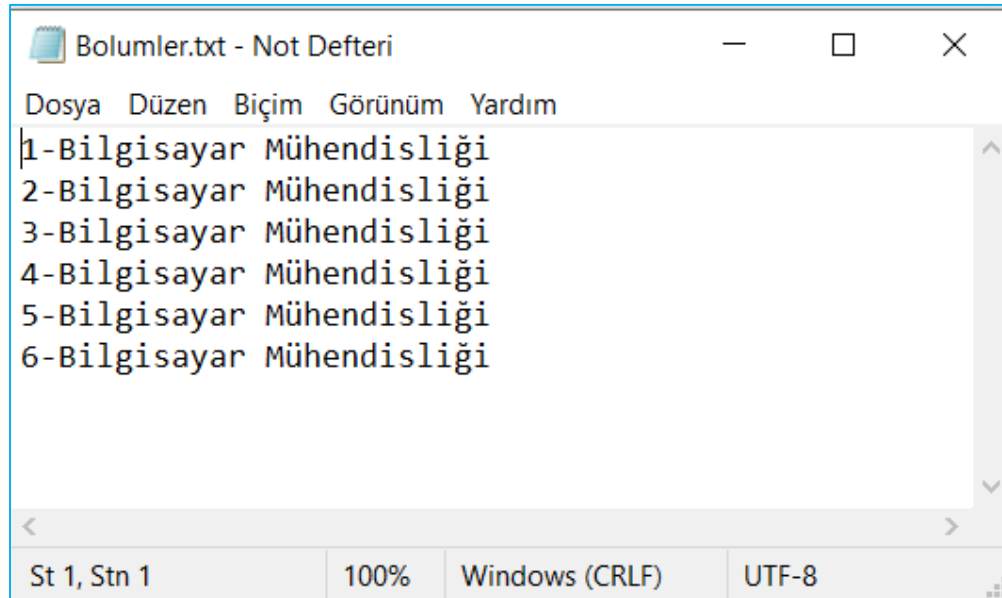 Bolumler.txt - Not Defteri
Dosya Düzen Biçim Görünüm Yardım
1-Bilgisayar Mühendisliği
2-Bilgisayar Mühendisliği
3-Bilgisayar Mühendisliği
4-Bilgisayar Mühendisliği
5-Bilgisayar Mühendisliği
6-Bilgisayar Mühendisliği
St 1, Stn 1 100% Windows (CRLF) UTF-8